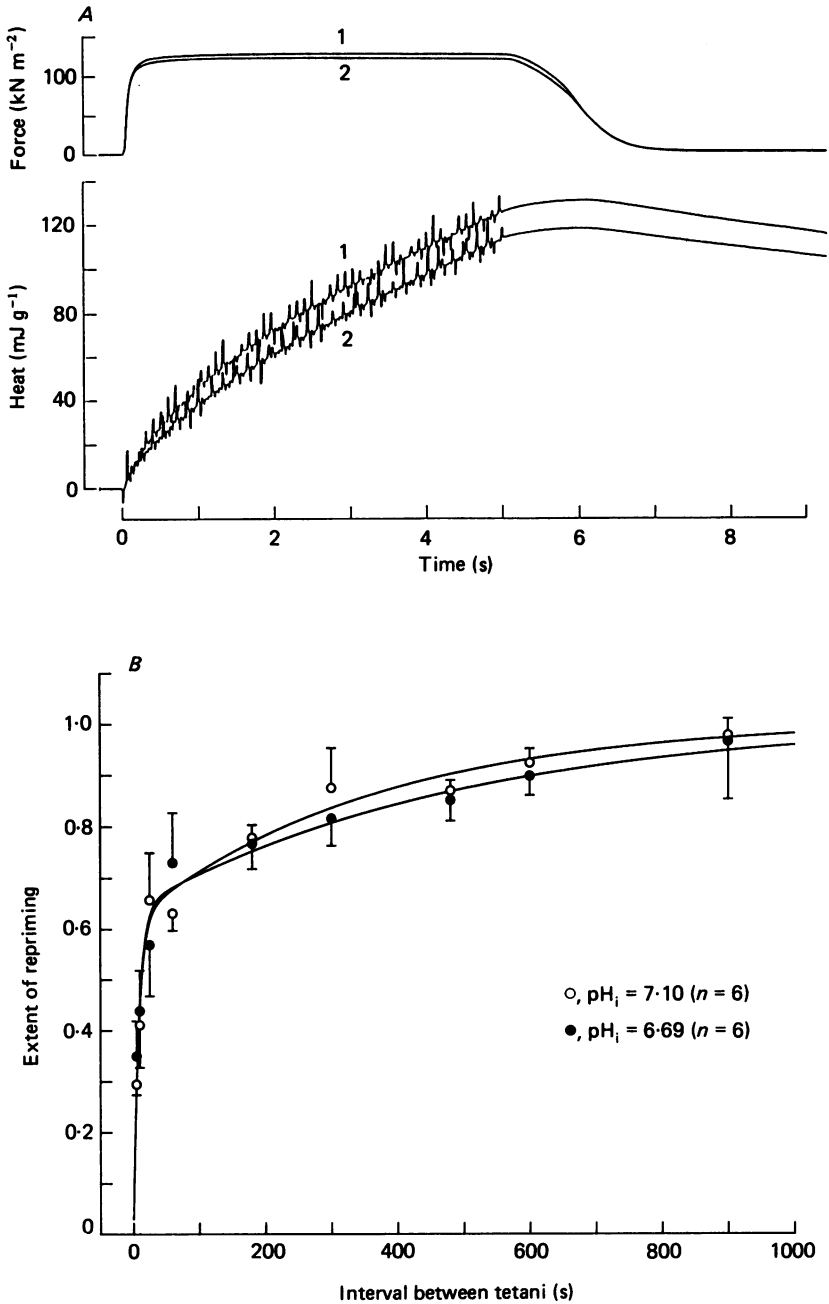 A
Force (kN m⁻²)
100
0
1
2
Heat (mJ g⁻¹)
120
80
40
0
1
2
0 2 4 6 8
Time (s)
B
Extent of repriming
1·0
0·8
0·6
0·4
0·2
0
○, pHᵢ = 7·10 (n = 6)
●, pHᵢ = 6·69 (n = 6)
0 200 400 600 800 1000
Interval between tetani (s)